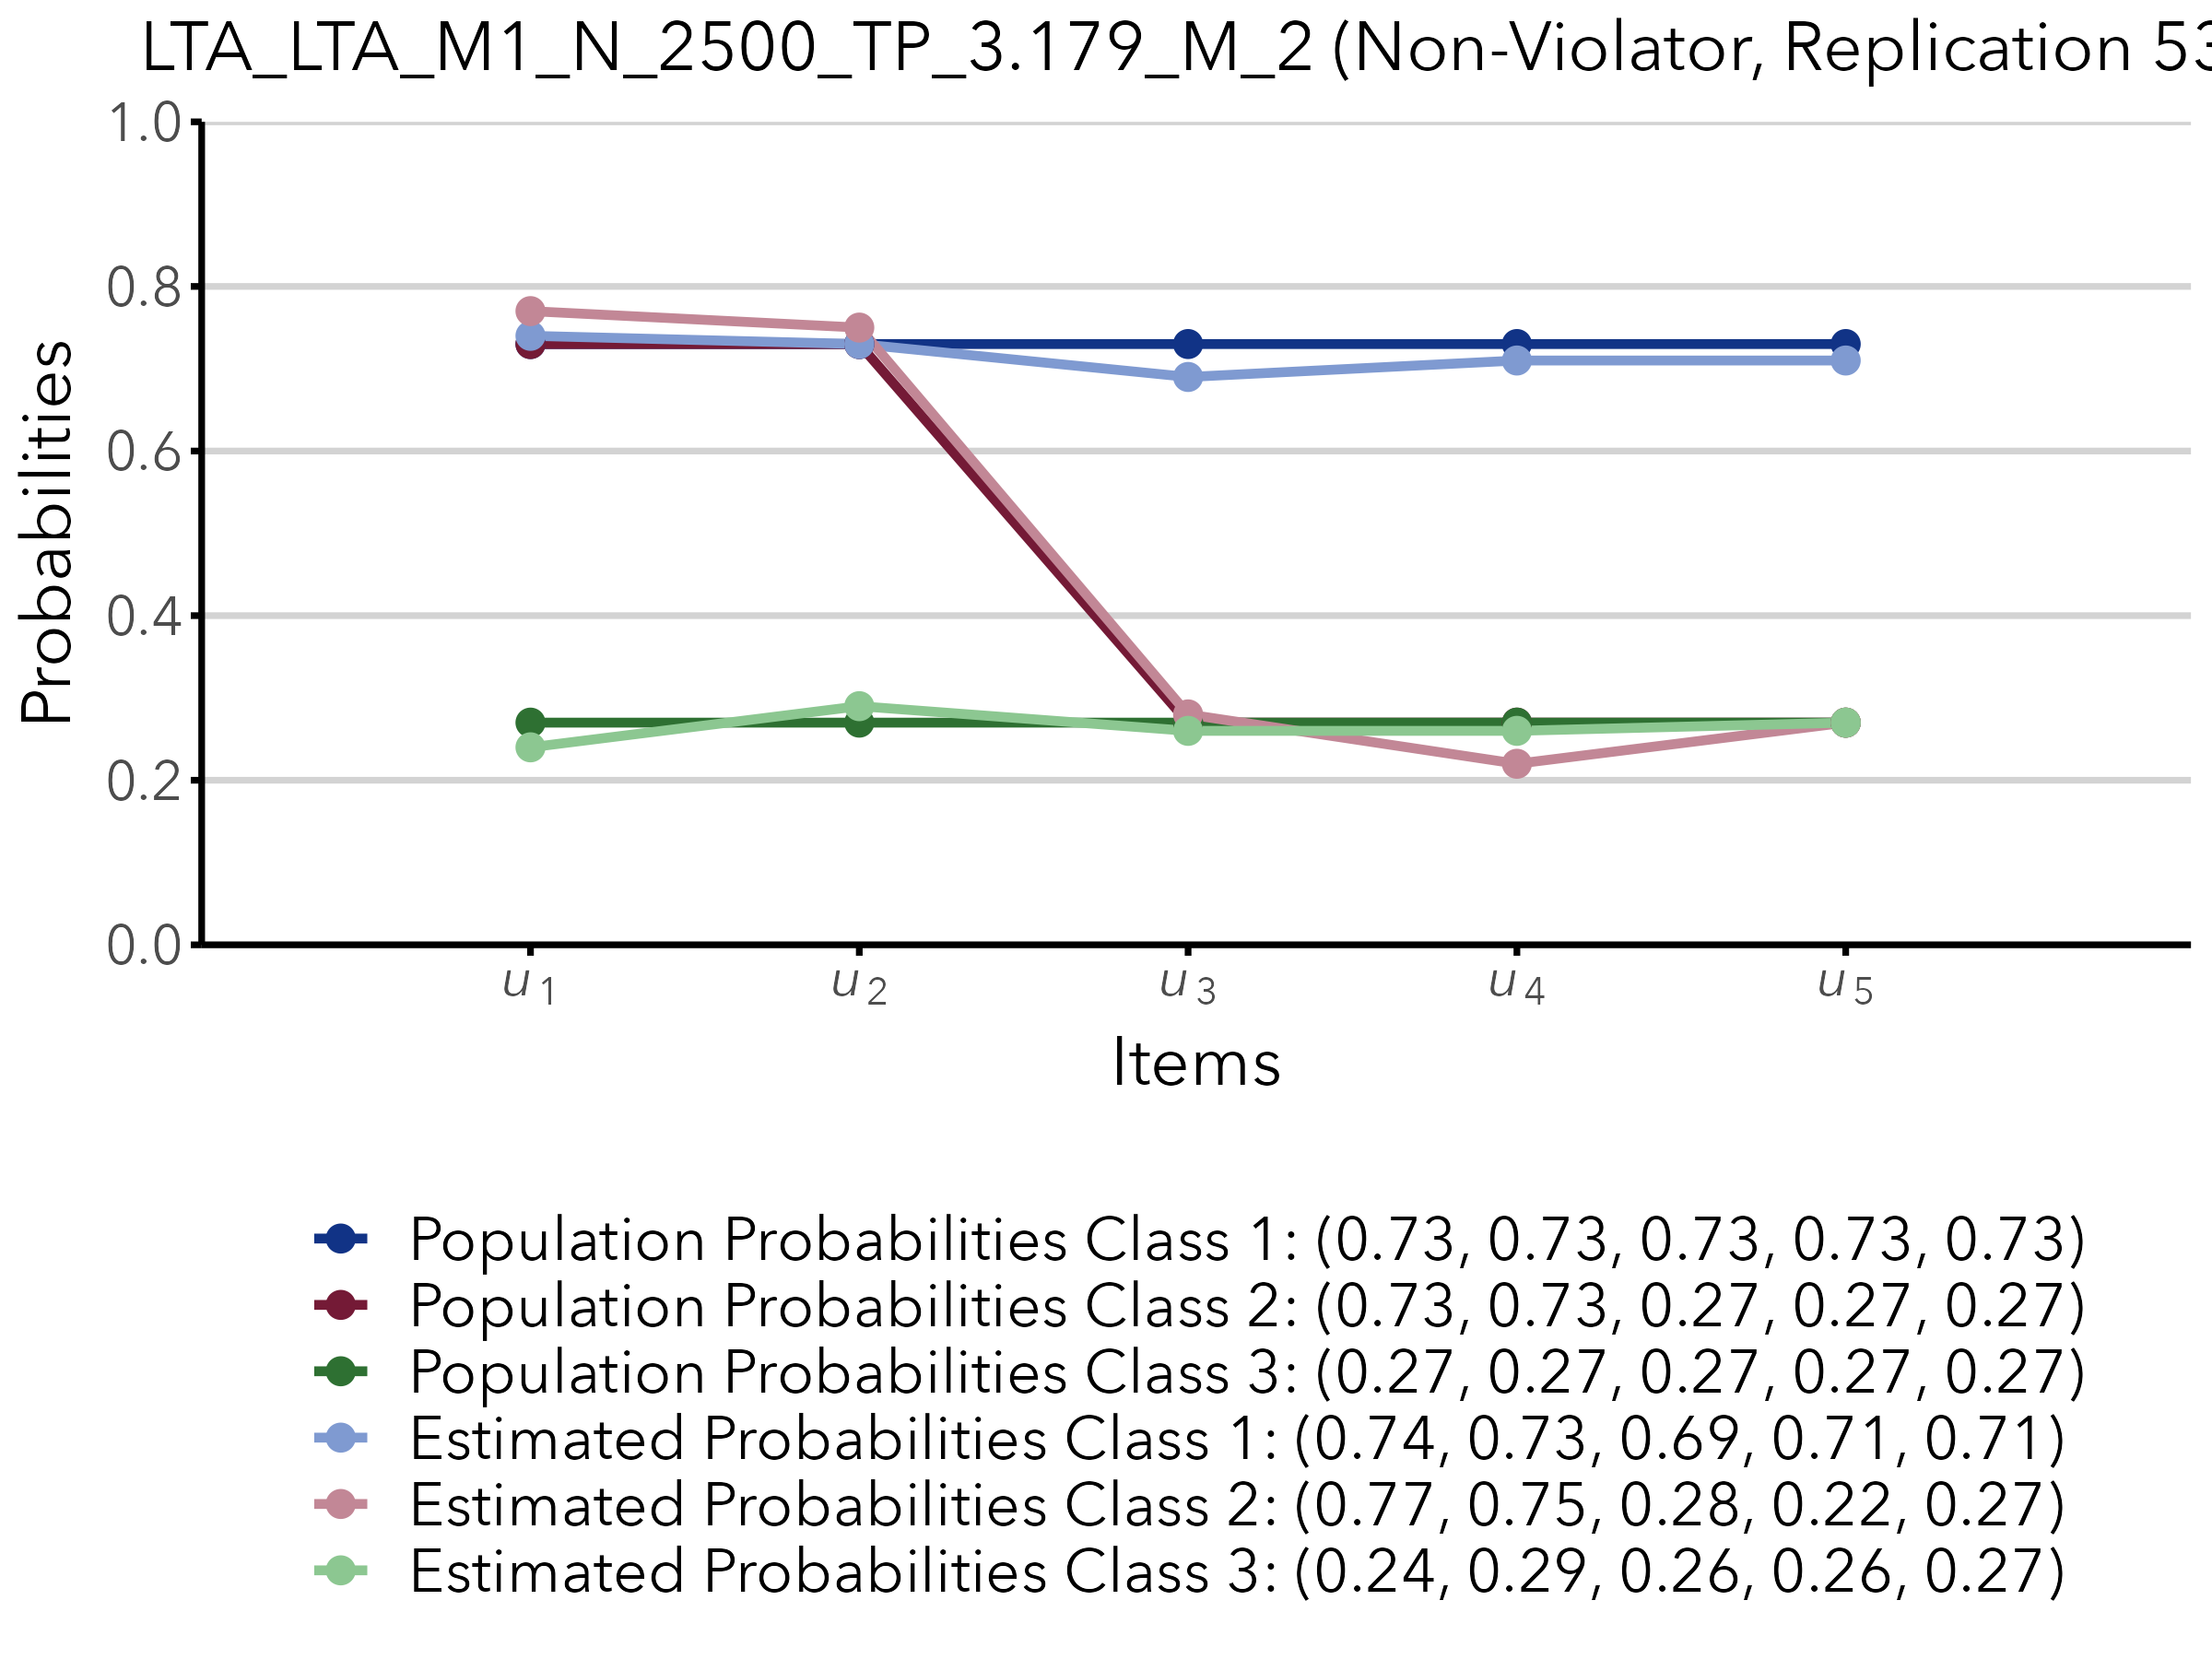 LTA_LTA_M1_N_2500_TP_3.179_M_2 (Non-Violator, Replication 53
1.0
0.8
0.6
0.4
0.2
0.0
Probabilities
u1
u2
u3
u4
u5
Items
Population Probabilities Class 1: (0.73, 0.73, 0.73, 0.73, 0.73)
Population Probabilities Class 2: (0.73, 0.73, 0.27, 0.27, 0.27)
Population Probabilities Class 3: (0.27, 0.27, 0.27, 0.27, 0.27)
Estimated Probabilities Class 1: (0.74, 0.73, 0.69, 0.71, 0.71)
Estimated Probabilities Class 2: (0.77, 0.75, 0.28, 0.22, 0.27)
Estimated Probabilities Class 3: (0.24, 0.29, 0.26, 0.26, 0.27)